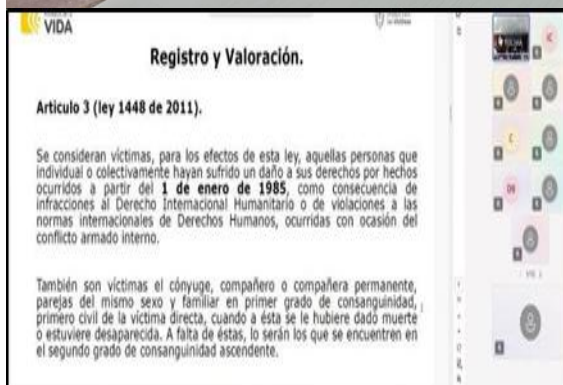 VIDA
Registro y Valoración.
Articulo 3 (ley 1448 de 2011).
Se consideran víctimas, para los efectos de esta ley, aquellas personas que
individual o colectivamente hayan sufrido un daño a sus derechos por hechos
ocurridos a partir del 1 de enero de 1985, como consecuencia de
infracciones al Derecho Internacional Humanitario o de violaciones a las
normas internacionales de Derechos Humanos, ocurridas con ocasión del
conflicto armado interno.
También son víctimas el cónyuge, compañero o compañera permanente,
parejas del mismo sexo y familiar en primer grado de consanguinidad,
primero civil de la víctima directa, cuando a ésta se le hubiere dado muerte
o estuviere desaparecida. A falta de éstas, lo serán los que se encuentren en
el segundo grado de consanguinidad ascendente.